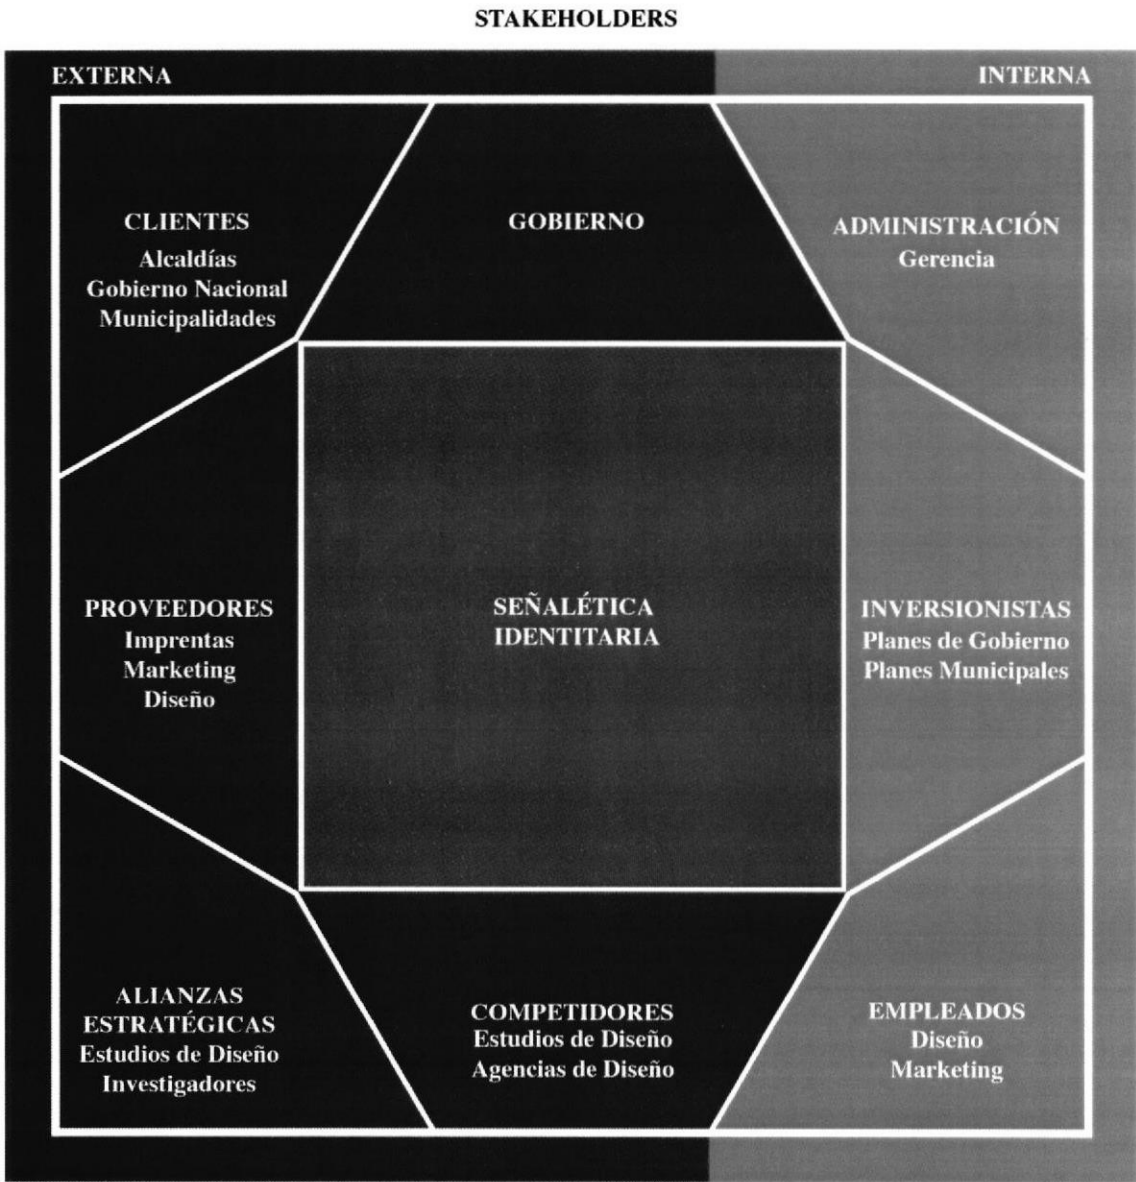 STAKEHOLDERS
EXTERNA
INTERNA
CLIENTES
Alcaldías
Gobierno Nacional
Municipalidades
GOBIERNO
ADMINISTRACIÓN
Gerencia
PROVEEDORES
Imprentas
Marketing
Diseño
SEÑALÉTICA
IDENTITARIA
INVERSIONISTAS
Planes de Gobierno
Planes Municipales
ALIANZAS
ESTRATÉGICAS
Estudios de Diseño
Investigadores
COMPETIDORES
Estudios de Diseño
Agencias de Diseño
EMPLEADOS
Diseño
Marketing